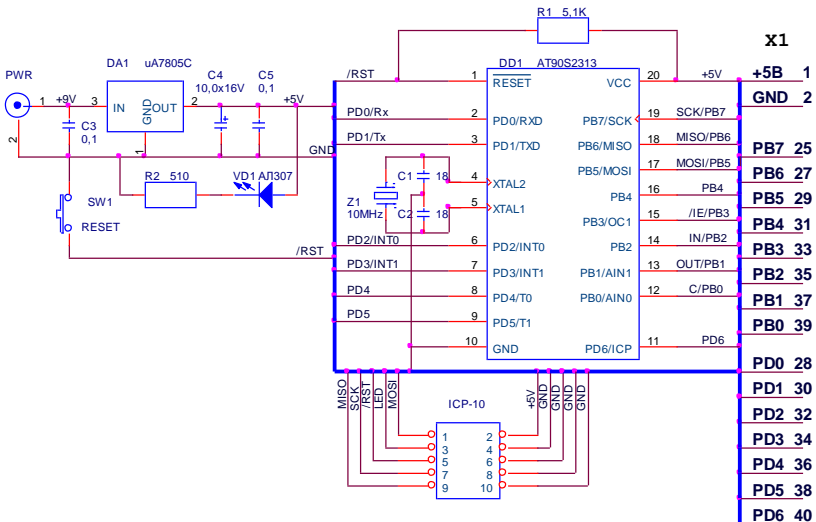 R1 5,1K
X1
PWR
DA1 uA7805C
C4
10,0x16V
C5
0,1
+9V
1
3 IN
GND
OUT 2
1
+5V
2
C3
0,1
GND
R2 510
VD1 АЛ307
SW1
RESET
/RST
/RST
PD0/Rx
PD1/Tx
Z1
10MHz
C1 18
C2 18
PD2/INT0
PD3/INT1
PD4
PD5
DD1 AT90S2313
1 RESET
2 PD0/RXD
3 PD1/TXD
4 XTAL2
5 XTAL1
6 PD2/INT0
7 PD3/INT1
8 PD4/T0
9 PD5/T1
10 GND
VCC 20 +5V
PB7/SCK 19 SCK/PB7
PB6/MISO 18 MISO/PB6
PB5/MOSI 17 MOSI/PB5
PB4 16 PB4
PB3/OC1 15 /IE/PB3
PB2 14 IN/PB2
PB1/AIN1 13 OUT/PB1
PB0/AIN0 12 C/PB0
PD6/ICP 11 PD6
MISO
SCK
/RST
LED
MOSI
ICP-10
+5V
GND
GND
GND
GND
1 2
3 4
5 6
7 8
9 10
+5В 1
GND 2
PB7 25
PB6 27
PB5 29
PB4 31
PB3 33
PB2 35
PB1 37
PB0 39
PD0 28
PD1 30
PD2 32
PD3 34
PD4 36
PD5 38
PD6 40